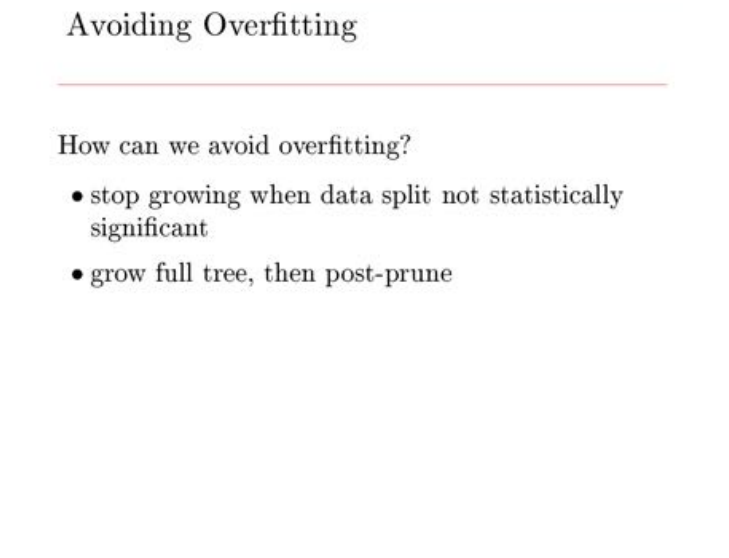 Avoiding Overfitting
How can we avoid overfitting?
• stop growing when data split not statistically
significant
• grow full tree, then post-prune